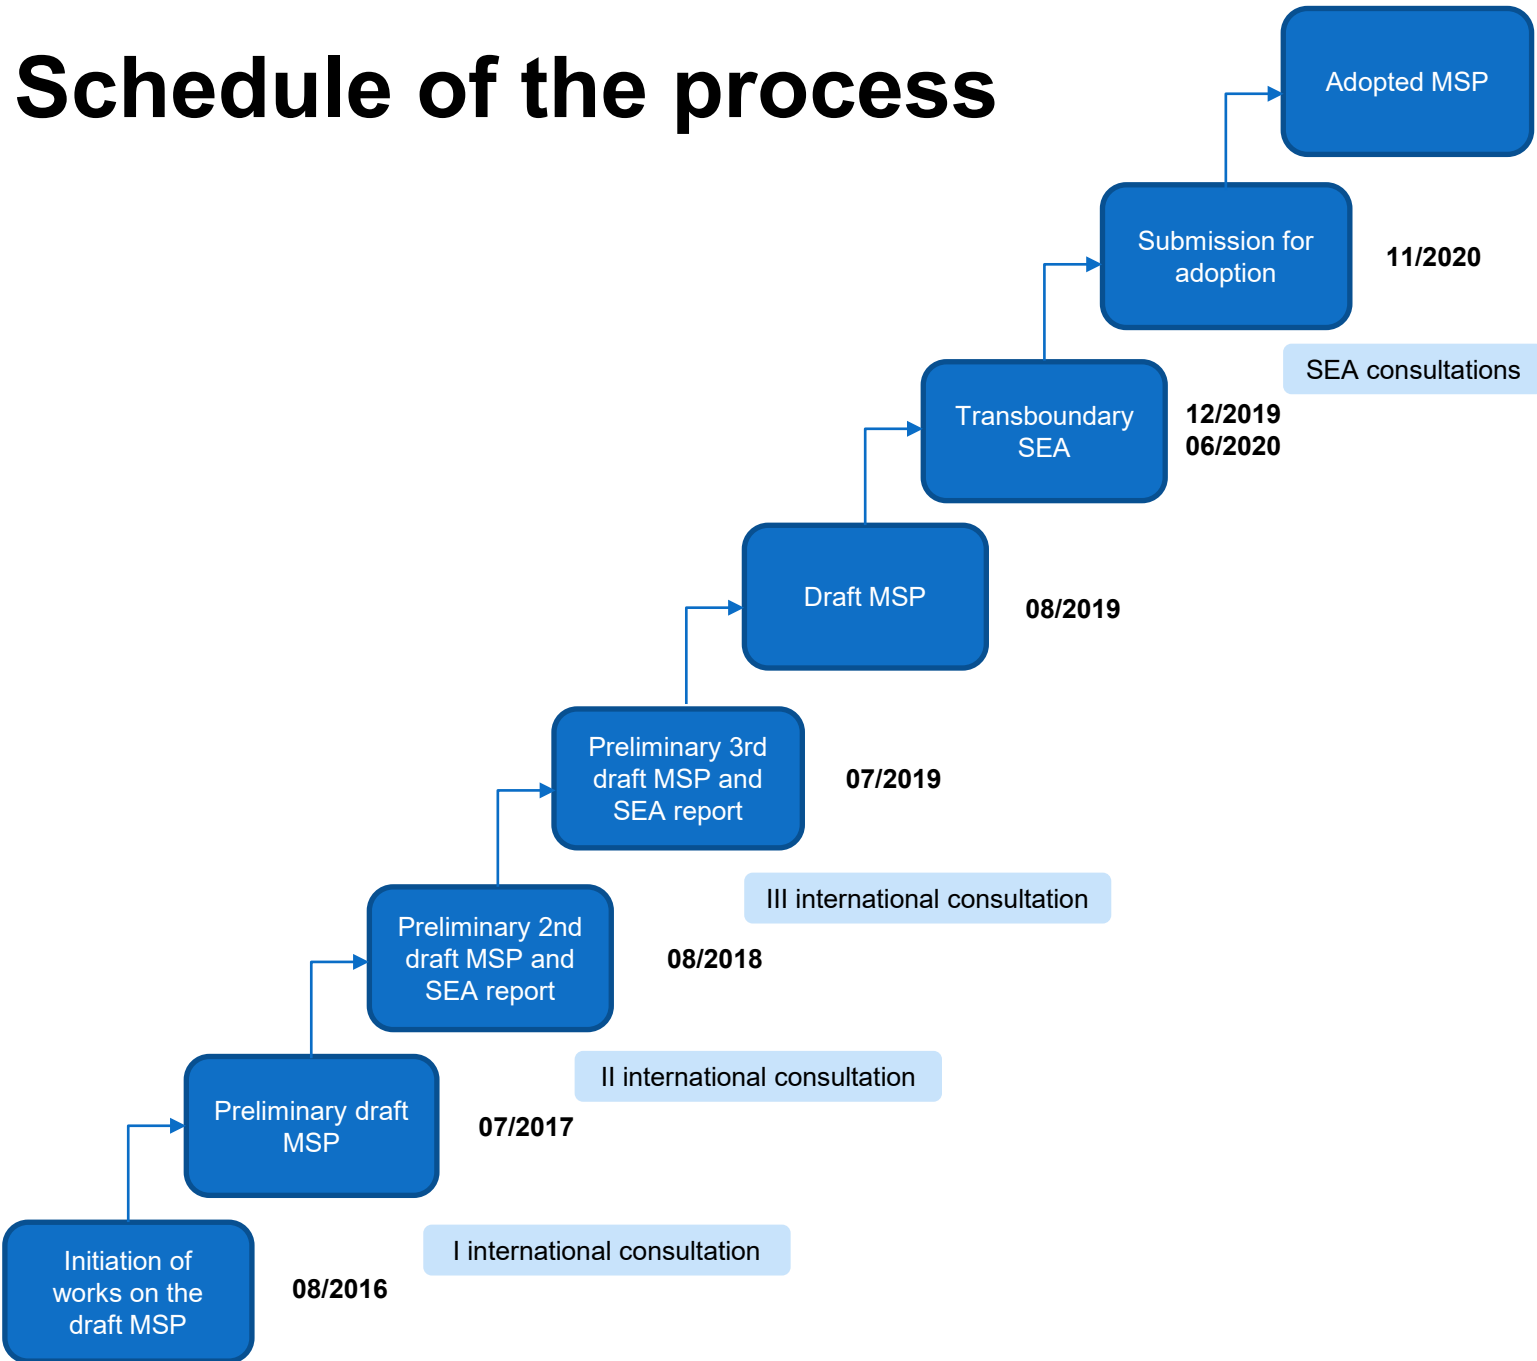 Schedule of the process
Adopted MSP
Submission for
adoption
11/2020
SEA consultations
Transboundary
SEA
12/2019
06/2020
Draft MSP
08/2019
Preliminary 3rd
draft MSP and
SEA report
07/2019
III international consultation
Preliminary 2nd
draft MSP and
SEA report
08/2018
II international consultation
Preliminary draft
MSP
07/2017
I international consultation
Initiation of
works on the
draft MSP
08/2016